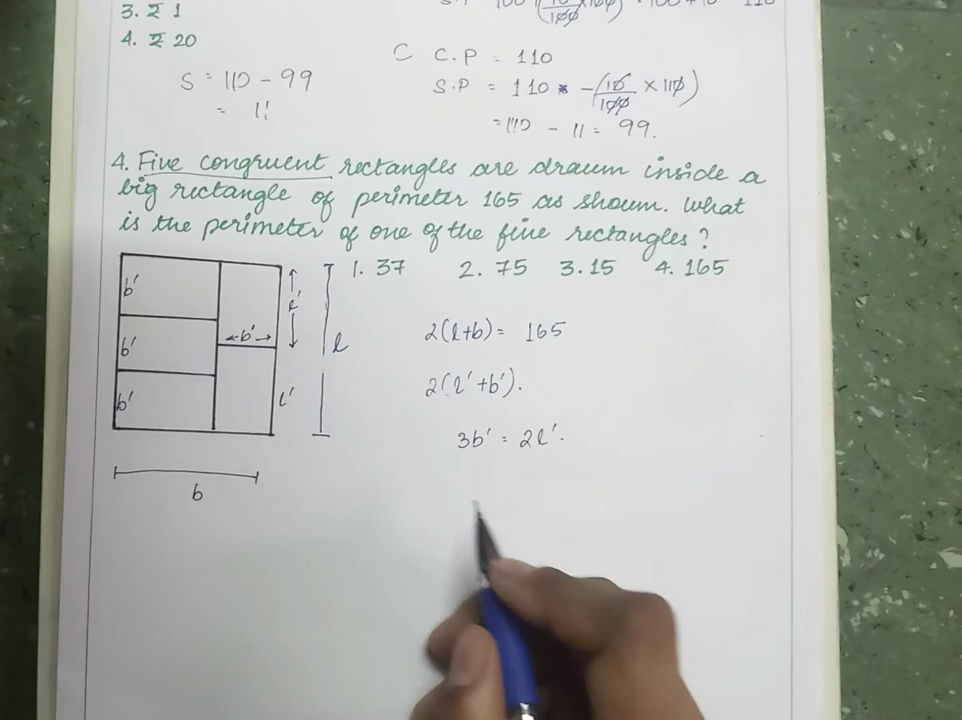 3. ₹ 1
4. ₹ 20
S = 110 - 99
= 11
C C.P = 110
S.P = 110 - (10/100 × 110)
= 110 - 11 = 99.
4. Five congruent rectangles are drawn inside a
big rectangle of perimeter 165 as shown. What
is the perimeter of one of the five rectangles?
1. 37 2. 75 3. 15 4. 165
b'
b'
b'
l'
←b'→
l'
l
b
2(l+b) = 165
2(l'+b').
3b' = 2l'.